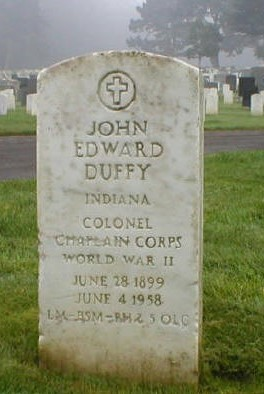 JOHN
EDWARD
DUFFY
INDIANA
COLONEL
CHAPLAIN CORPS
WORLD WAR II
JUNE 28 1899
JUNE 4 1958
LM-BSM-PH & 5 OLC